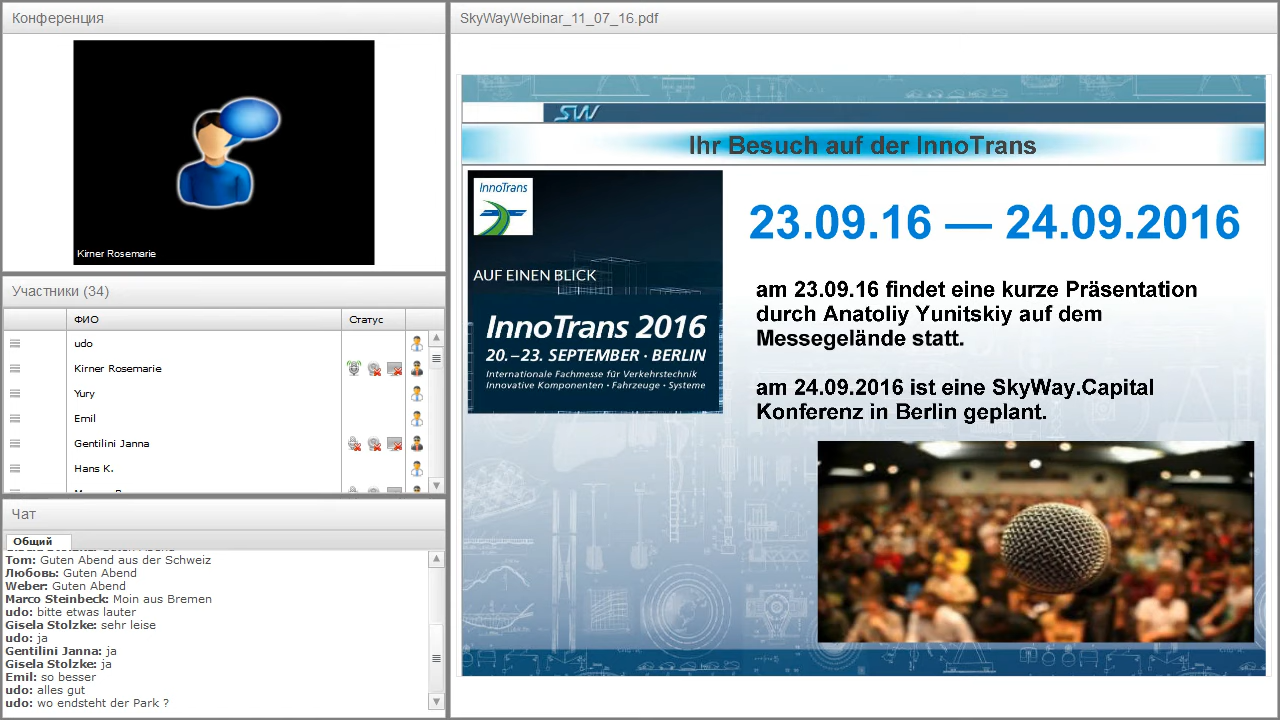 Конференция
Kirner Rosemarie
Участники (34)
ФИО
Статус
udo
Kirner Rosemarie
Yury
Emil
Gentilini Janna
Hans K.
Чат
Общий
Tom: Guten Abend aus der Schweiz
Любовь: Guten Abend
Weber: Guten Abend
Marco Steinbeck: Moin aus Bremen
udo: bitte etwas lauter
Gisela Stolzke: sehr leise
udo: ja
Gentilini Janna: ja
Gisela Stolzke: ja
Emil: so besser
udo: alles gut
udo: wo endsteht der Park ?
SkyWayWebinar_11_07_16.pdf
SW
Ihr Besuch auf der InnoTrans
InnoTrans
AUF EINEN BLICK
InnoTrans 2016
20.–23. SEPTEMBER · BERLIN
Internationale Fachmesse für Verkehrstechnik
Innovative Komponenten · Fahrzeuge · Systeme
23.09.16 — 24.09.2016
am 23.09.16 findet eine kurze Präsentation
durch Anatoliy Yunitskiy auf dem
Messegelände statt.
am 24.09.2016 ist eine SkyWay.Capital
Konferenz in Berlin geplant.